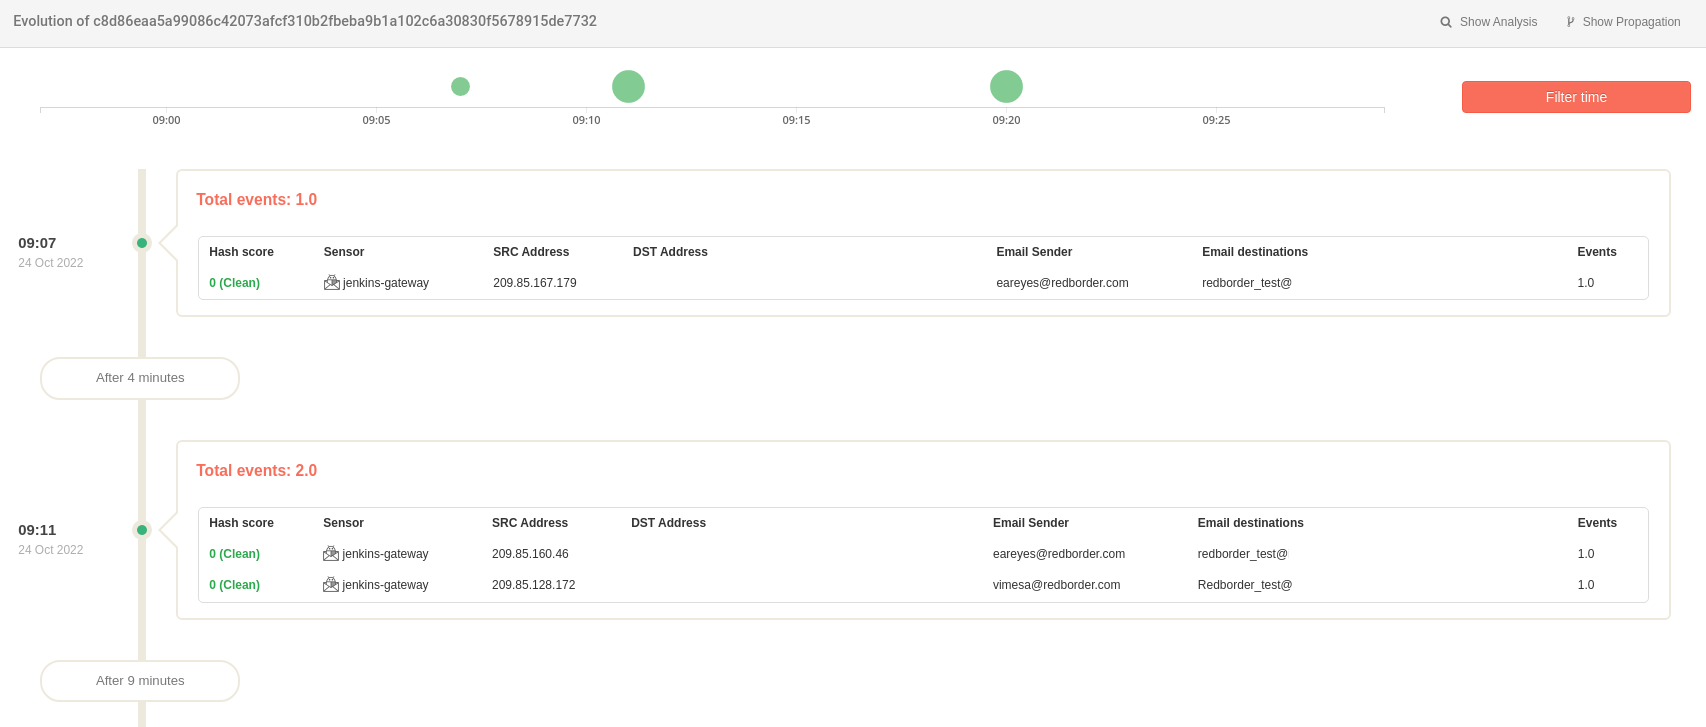 Evolution of c8d86eaa5a99086c42073afcf310b2fbeba9b1a102c6a30830f5678915de7732 Show Analysis Show Propagation
09:00 09:05 09:10 09:15 09:20 09:25
Filter time
Total events: 1.0
09:07
24 Oct 2022
Hash score Sensor SRC Address DST Address Email Sender Email destinations Events
0 (Clean) jenkins-gateway 209.85.167.179 eareyes@redborder.com redborder_test@ 1.0
After 4 minutes
Total events: 2.0
09:11
24 Oct 2022
Hash score Sensor SRC Address DST Address Email Sender Email destinations Events
0 (Clean) jenkins-gateway 209.85.160.46 eareyes@redborder.com redborder_test@ 1.0
0 (Clean) jenkins-gateway 209.85.128.172 vimesa@redborder.com Redborder_test@ 1.0
After 9 minutes